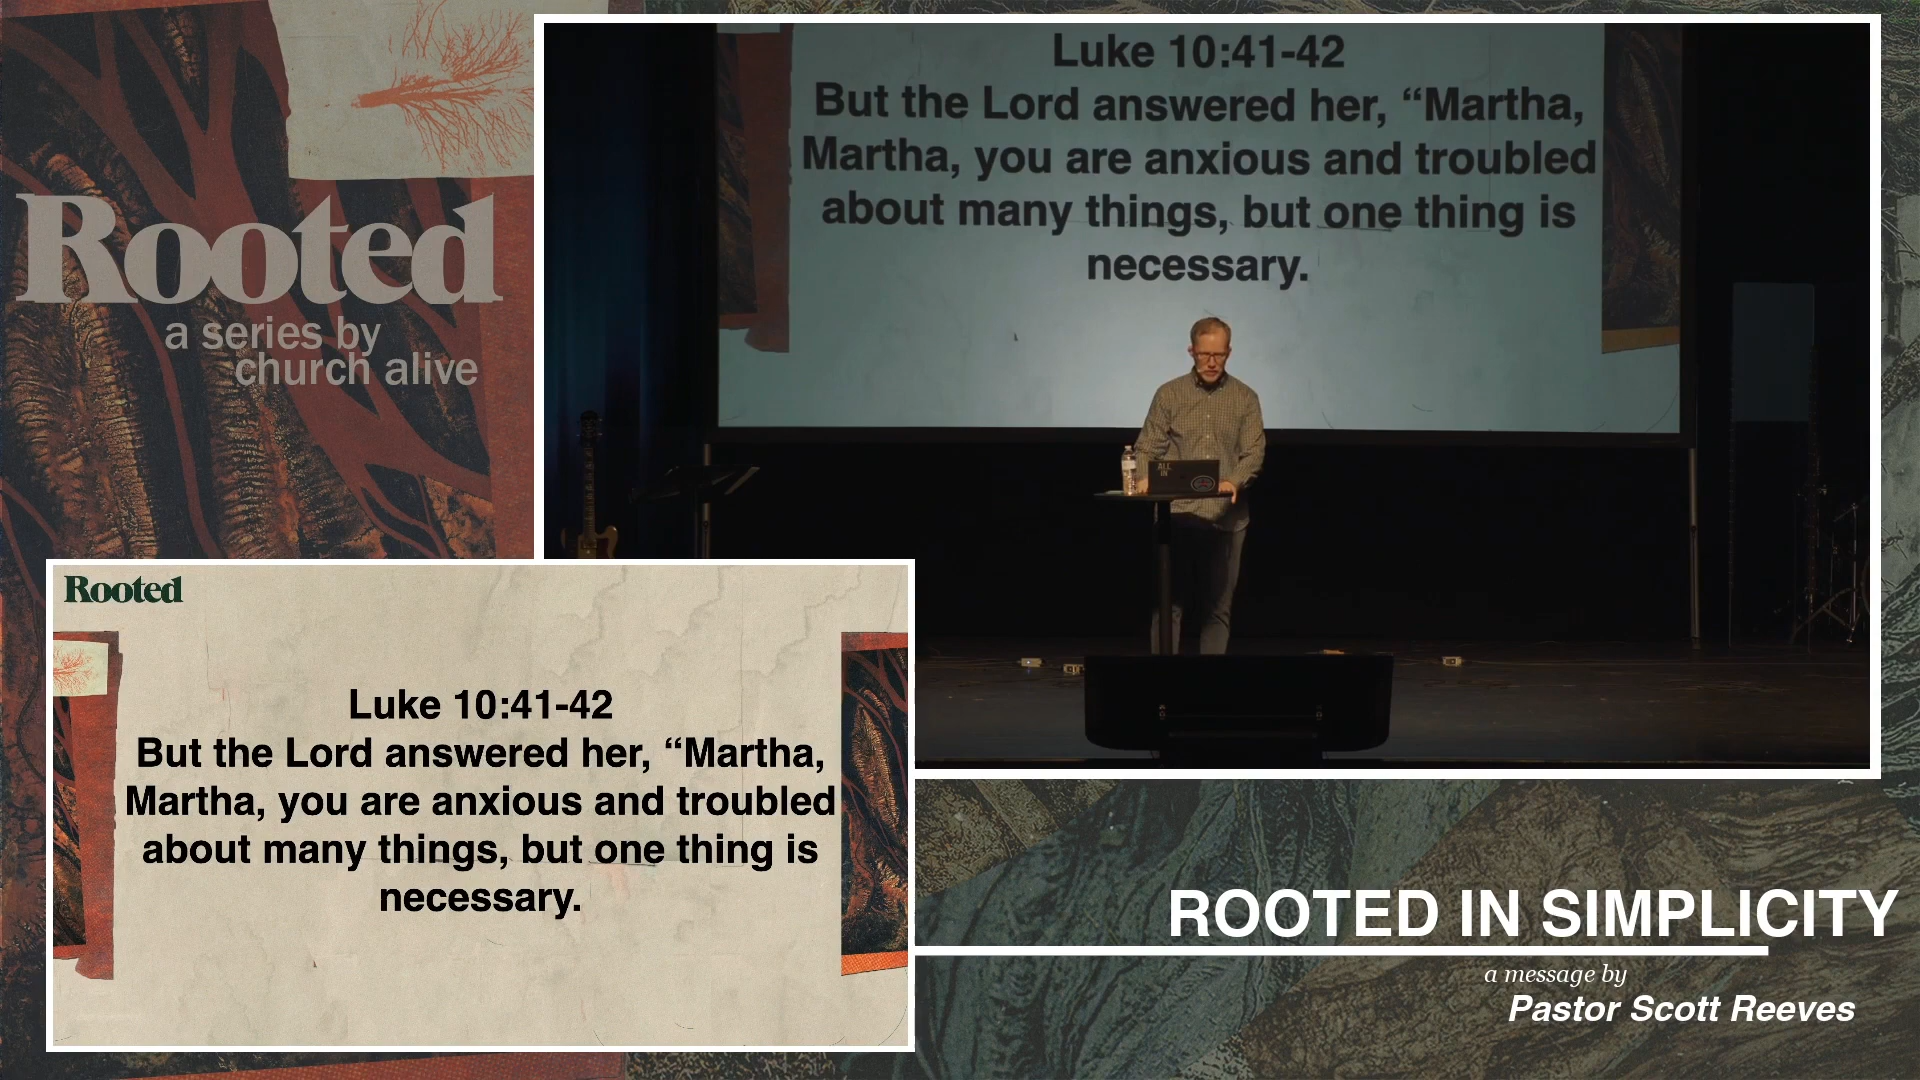 Rooted
a series by
church alive
Luke 10:41-42
But the Lord answered her, “Martha,
Martha, you are anxious and troubled
about many things, but one thing is
necessary.
ALL
IN
Rooted
Luke 10:41-42
But the Lord answered her, “Martha,
Martha, you are anxious and troubled
about many things, but one thing is
necessary.
ROOTED IN SIMPLICITY
a message by
Pastor Scott Reeves